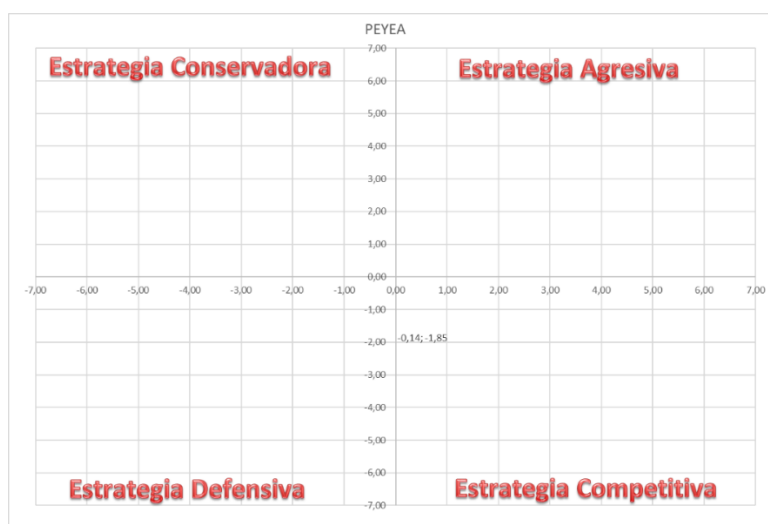 PEYEA
7,00
Estrategia Conservadora
Estrategia Agresiva
6,00
5,00
4,00
3,00
2,00
1,00
0,00
-7,00 -6,00 -5,00 -4,00 -3,00 -2,00 -1,00 0,00 1,00 2,00 3,00 4,00 5,00 6,00 7,00
-1,00
-0,14; -1,85
-2,00
-3,00
-4,00
-5,00
-6,00
Estrategia Defensiva
Estrategia Competitiva
-7,00